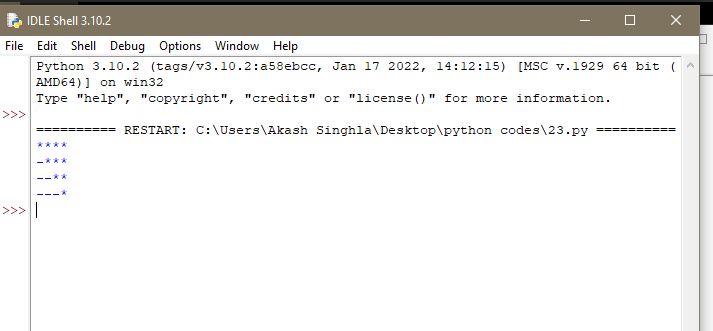 IDLE Shell 3.10.2
File Edit Shell Debug Options Window Help
Python 3.10.2 (tags/v3.10.2:a58ebcc, Jan 17 2022, 14:12:15) [MSC v.1929 64 bit (
AMD64)] on win32
Type "help", "copyright", "credits" or "license()" for more information.
>>>
========== RESTART: C:\Users\Akash Singhla\Desktop\python codes\23.py ==========
****
-***
--**
---*
>>>